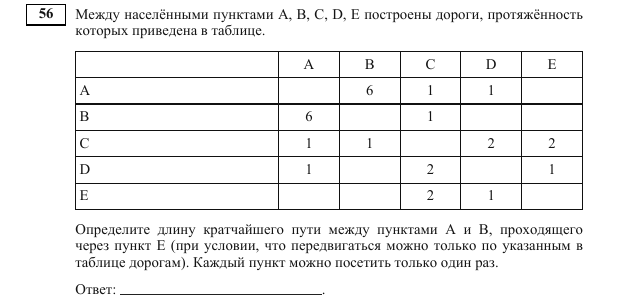 56 Между населёнными пунктами A, B, C, D, E построены дороги, протяжённость
которых приведена в таблице.
A B C D E
A 6 1 1
B 6 1
C 1 1 2 2
D 1 2 1
E 2 1
Определите длину кратчайшего пути между пунктами A и B, проходящего
через пункт E (при условии, что передвигаться можно только по указанным в
таблице дорогам). Каждый пункт можно посетить только один раз.
Ответ: ____________________________.